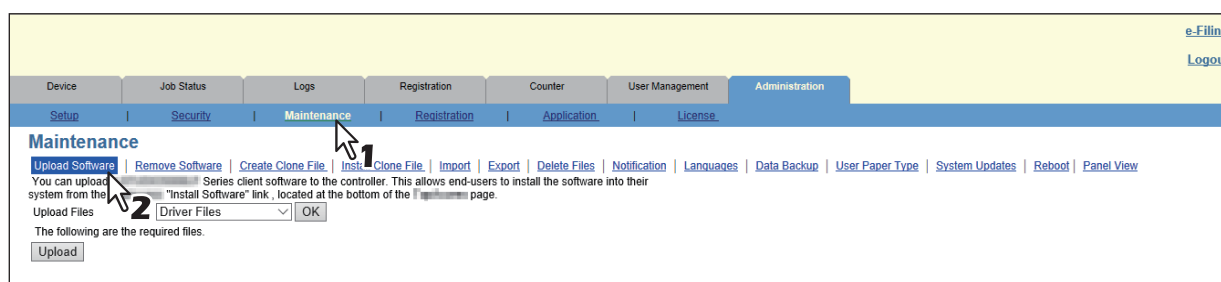 e-Filin
Logou
Device Job Status Logs Registration Counter User Management Administration
Setup | Security | Maintenance | Registration | Application | License
Maintenance
Upload Software | Remove Software | Create Clone File | Insta Clone File | Import | Export | Delete Files | Notification | Languages | Data Backup | User Paper Type | System Updates | Reboot | Panel View
1
You can upload Series client software to the controller. This allows end-users to install the software into their
system from the "Install Software" link , located at the bottom of the page.
2
Upload Files Driver Files OK
The following are the required files.
Upload